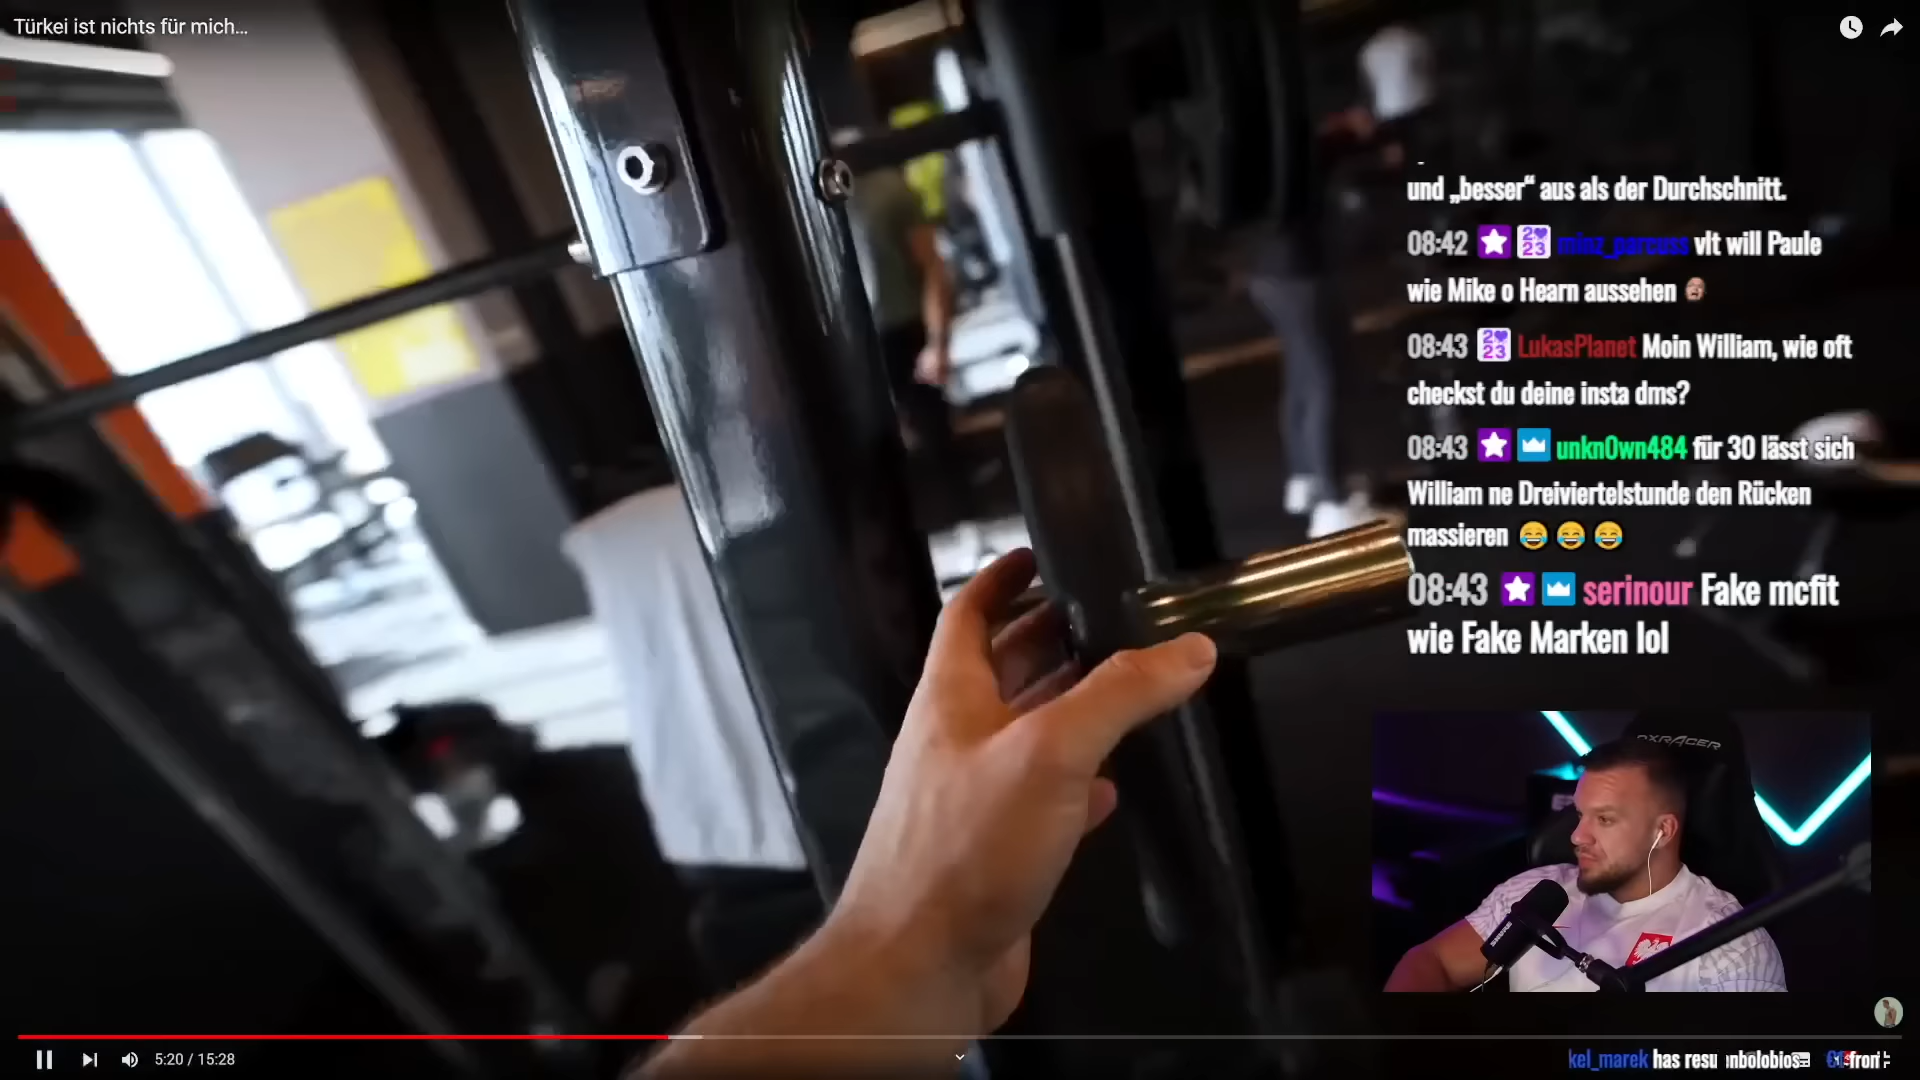 Türkei ist nichts für mich...
und „besser“ aus als der Durchschnitt.
08:42 minz_parcuss vlt will Paule
wie Mike o Hearn aussehen
08:43 LukasPlanet Moin William, wie oft
checkst du deine insta dms?
08:43 unkn0wn484 für 30 lässt sich
William ne Dreiviertelstunde den Rücken
massieren 😂 😂 😂
08:43 serinour Fake mcfit
wie Fake Marken lol
DXRACER
SHURE
5:20 / 15:28
kel_marek has resu